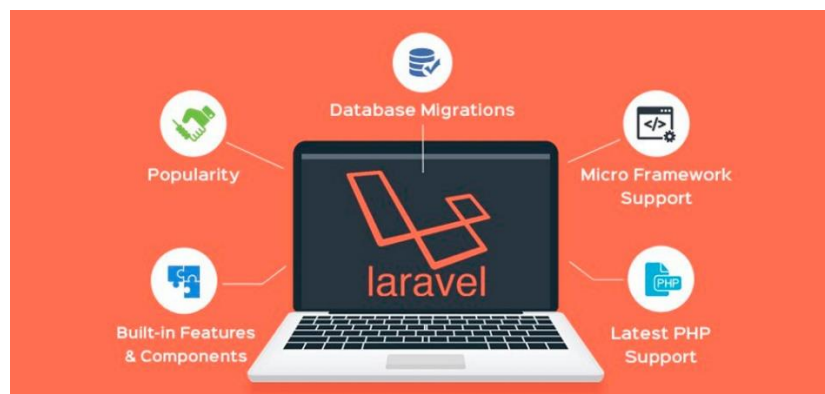 Database Migrations
Popularity
Micro Framework
Support
</>
laravel
Built-in Features
& Components
PHP
Latest PHP
Support